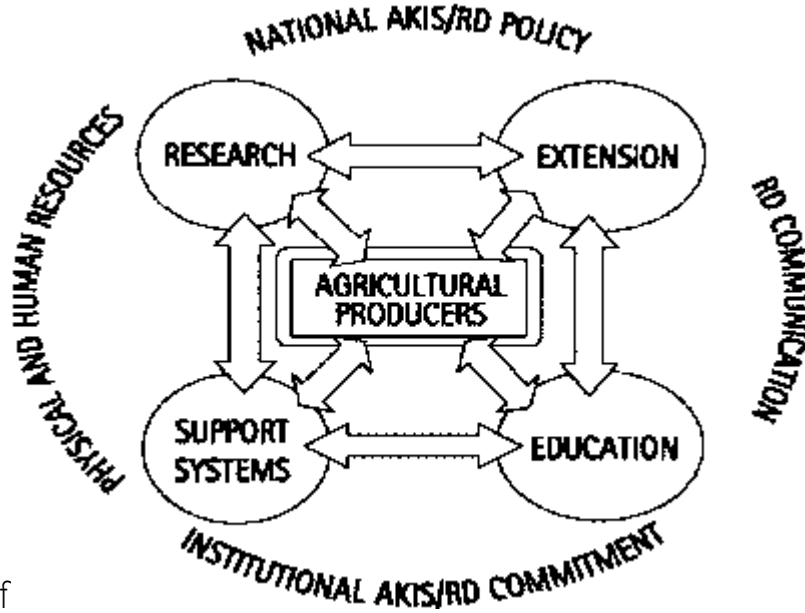 NATIONAL AKIS/RD POLICY
RESEARCH
EXTENSION
PHYSICAL AND HUMAN RESOURCES
RD COMMUNICATION
AGRICULTURAL
PRODUCERS
SUPPORT
SYSTEMS
EDUCATION
INSTITUTIONAL AKIS/RD COMMITMENT
f